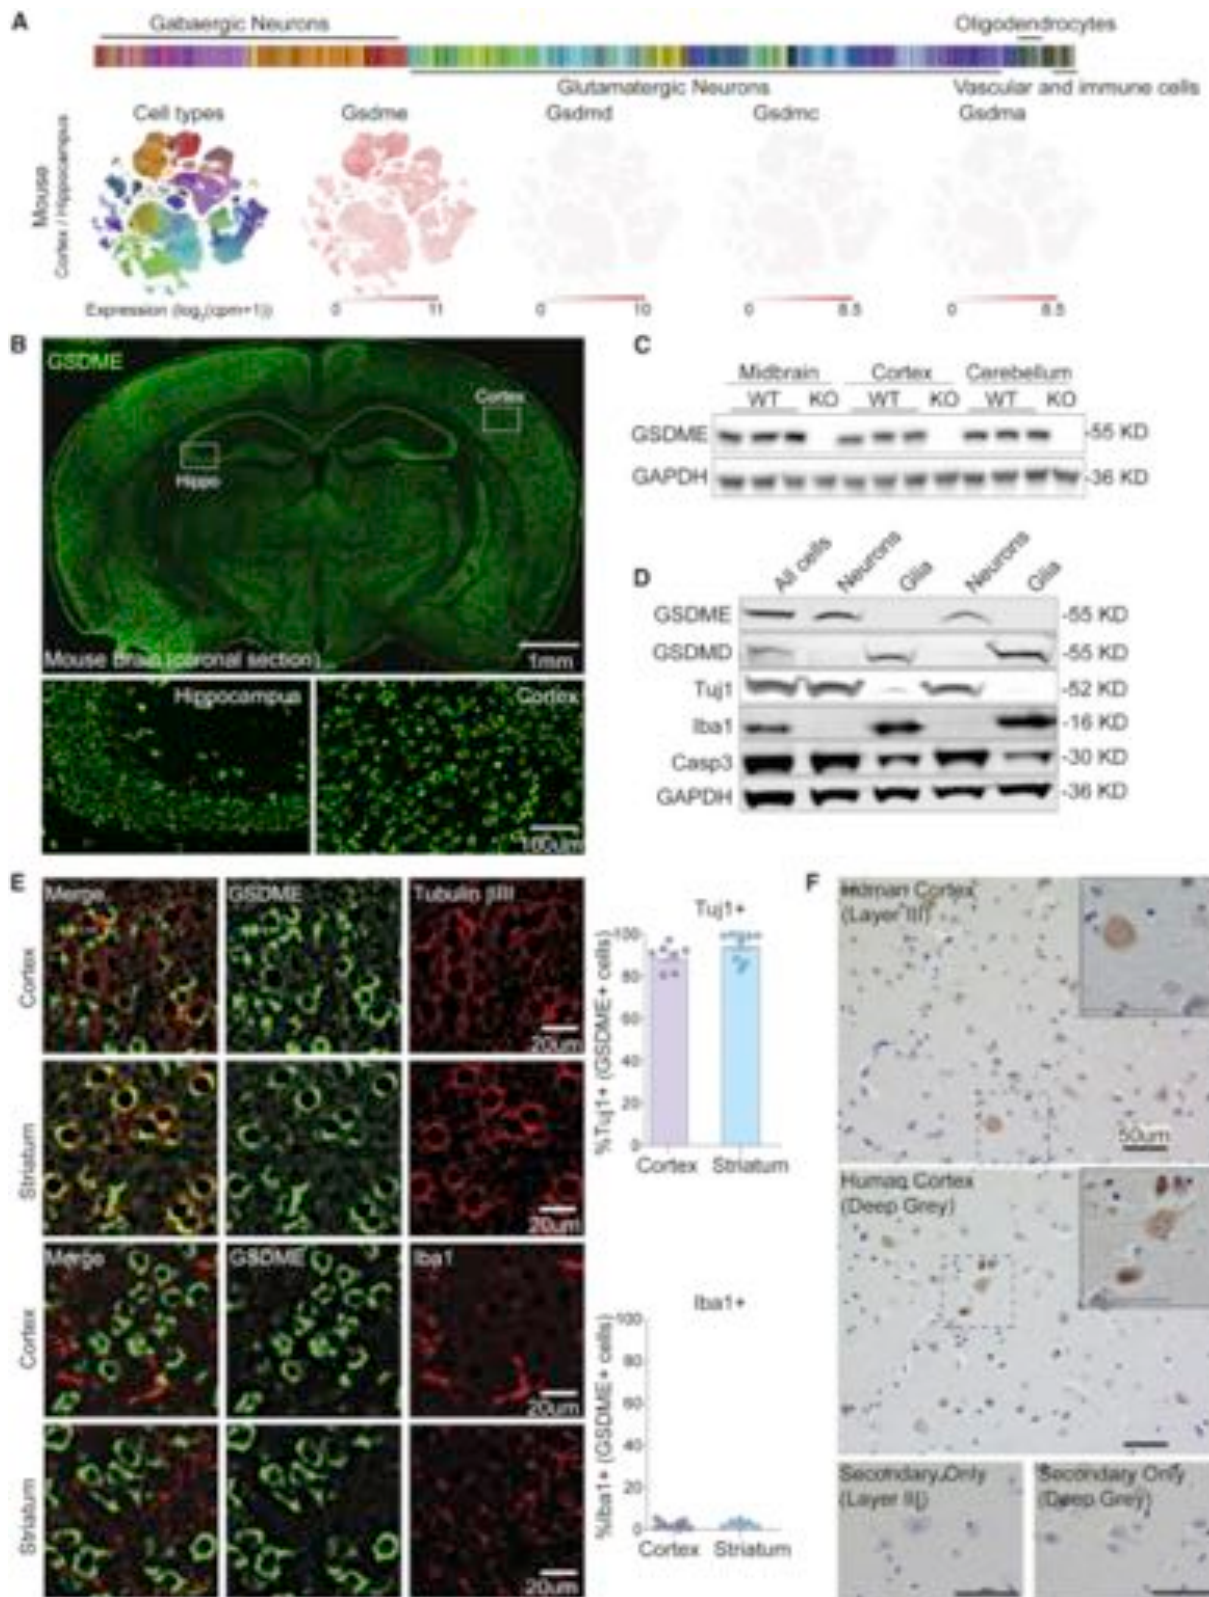 A
Gabaergic Neurons
Oligodendrocytes
Glutamatergic Neurons
Vascular and immune cells
Mouse
Cortex / Hippocampus
Cell types
Gsdme
Gsdmd
Gsdmc
Gsdma
Expression (log2(cpm+1))
0 11
0 10
0 8.5
0 8.5
B
GSDME
Cortex
Hippo
Mouse Brain (coronal section)
1mm
Hippocampus
Cortex
100um
C
Midbrain Cortex Cerebellum
WT KO WT KO WT KO
GSDME -55 KD
GAPDH -36 KD
D
All cells Neurons Glia Neurons Glia
GSDME -55 KD
GSDMD -55 KD
Tuj1 -52 KD
Iba1 -16 KD
Casp3 -30 KD
GAPDH -36 KD
E
Merge GSDME Tubulin βIII
Cortex
20um
Striatum
20um
Merge GSDME Iba1
Cortex
20um
Striatum
20um
Tuj1+
%Tuj1+ (GSDME+ cells)
100
80
60
40
20
0
Cortex Striatum
Iba1+
%Iba1+ (GSDME+ cells)
100
80
60
40
20
0
Cortex Striatum
F
Human Cortex
(Layer III)
50um
Human Cortex
(Deep Grey)
Secondary Only
(Layer II)
Secondary Only
(Deep Grey)